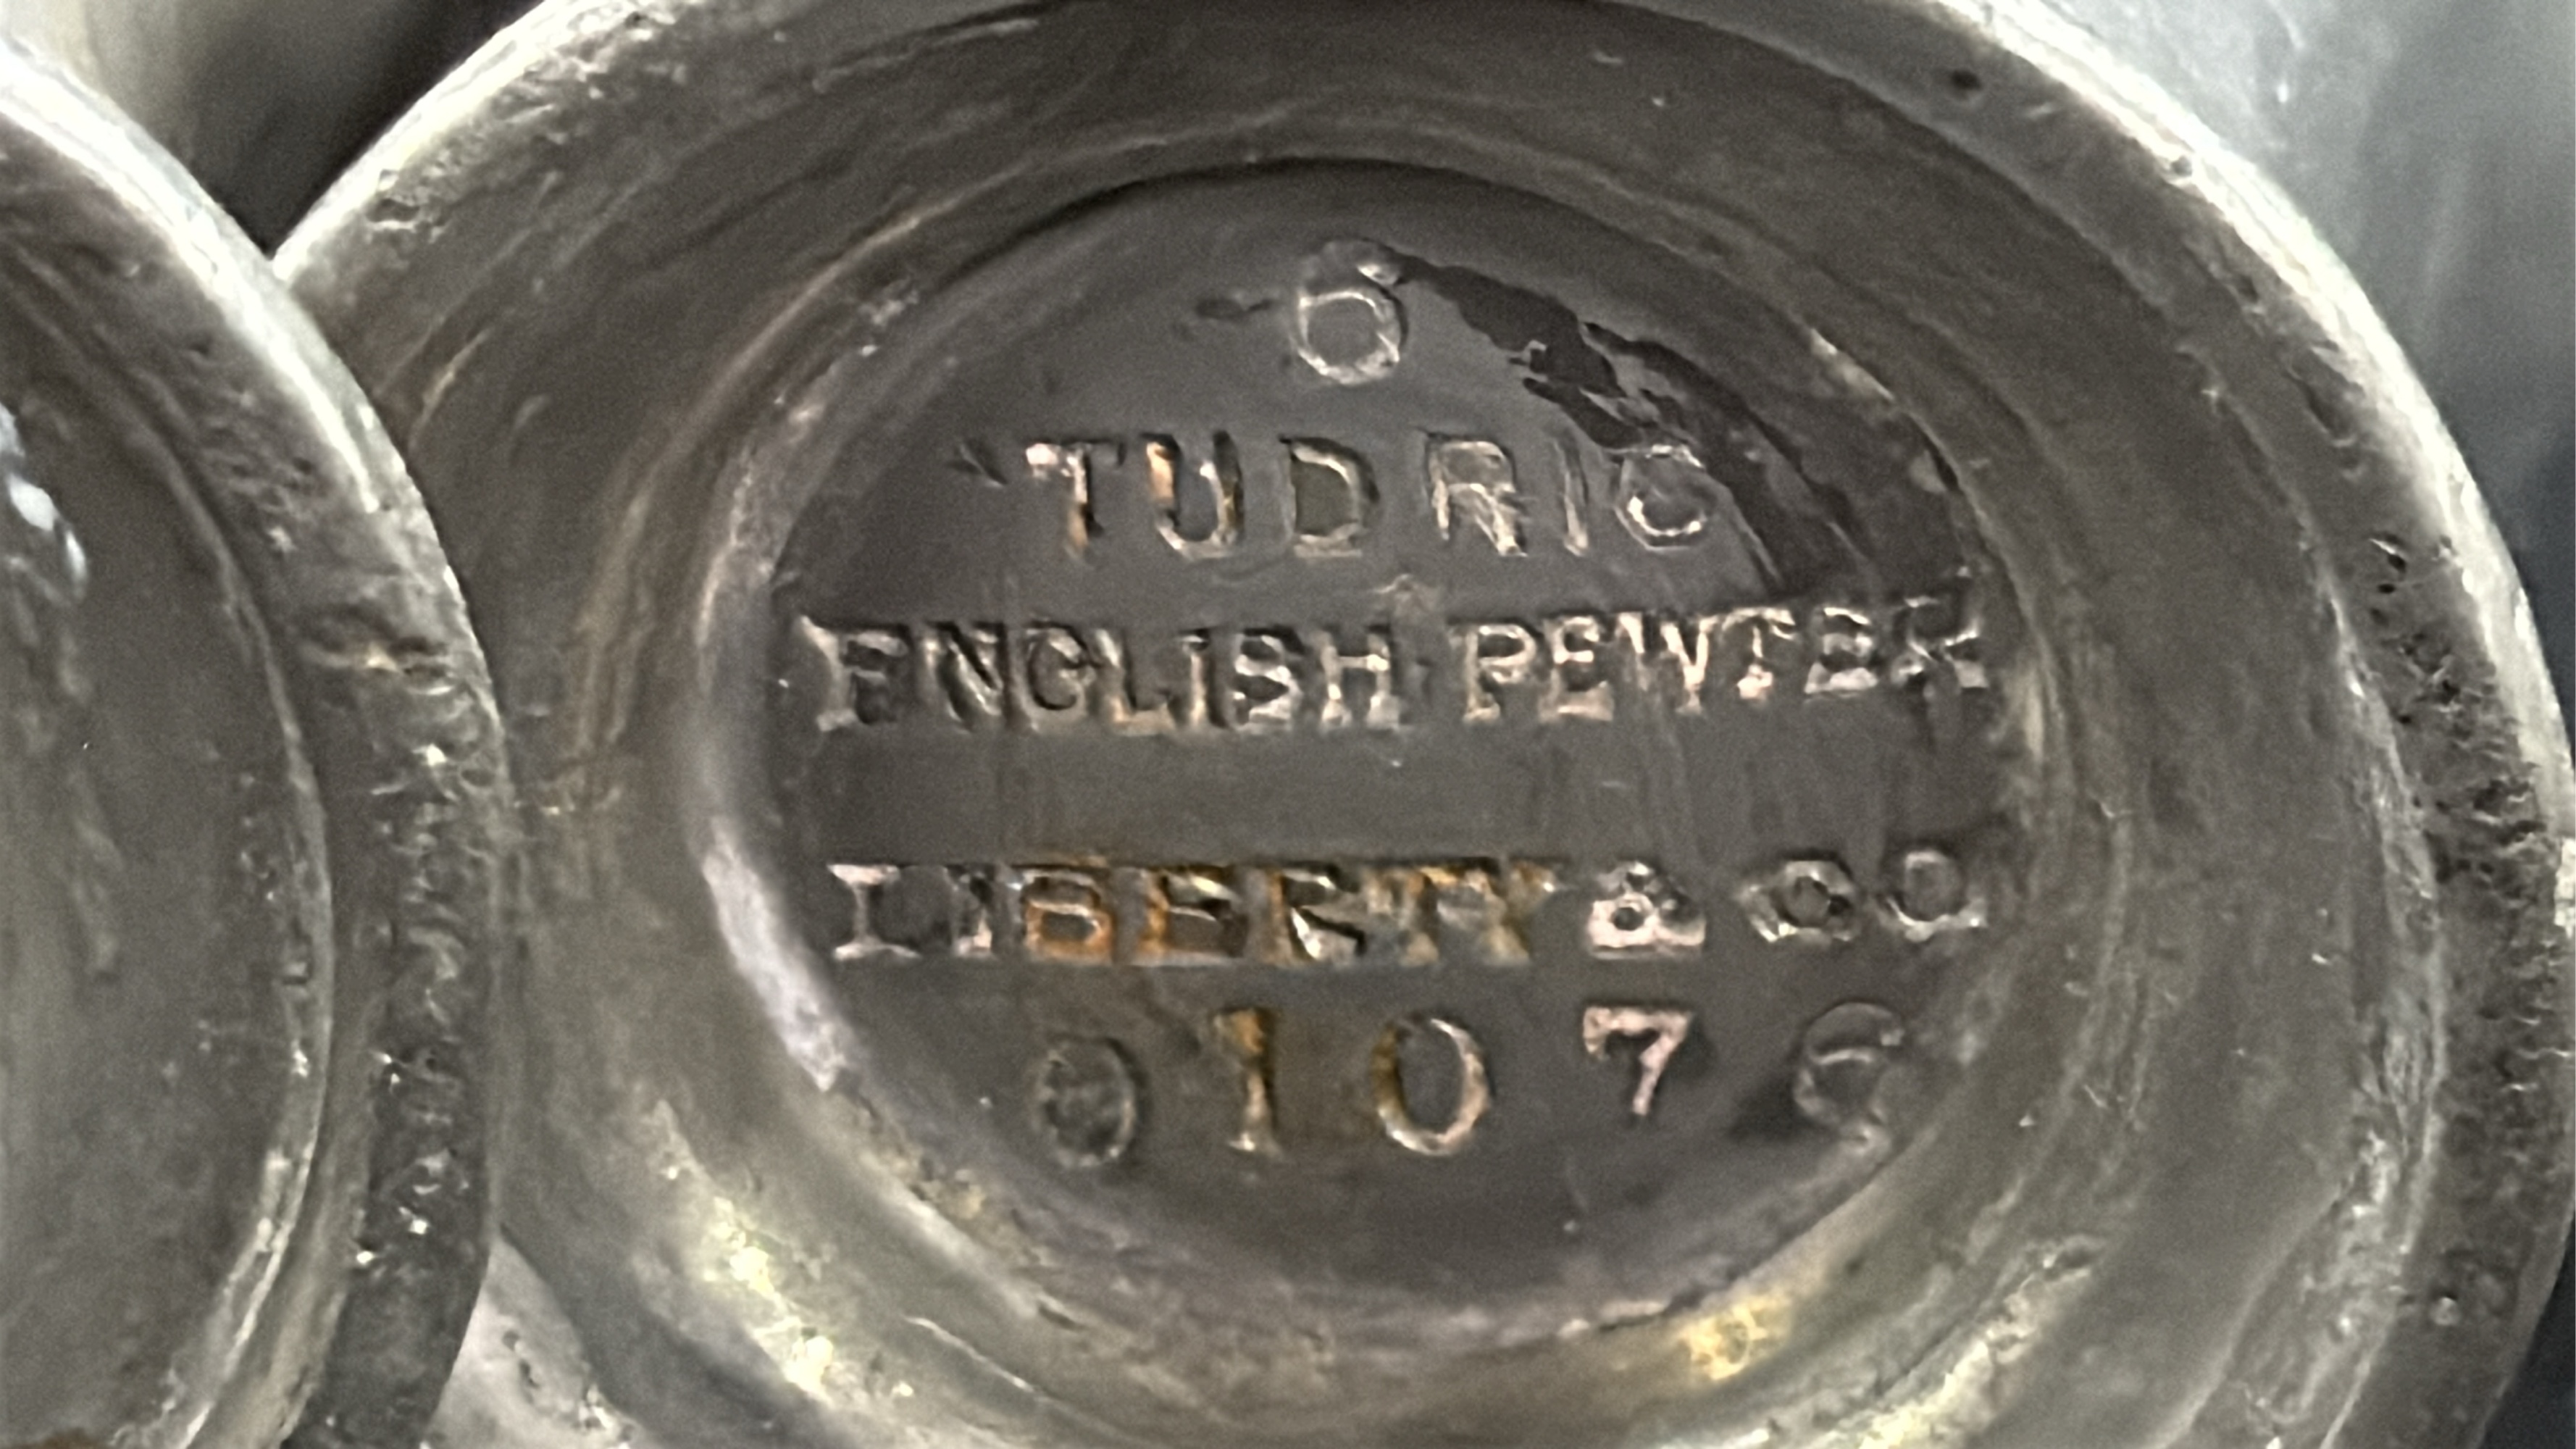 6
TUDRIC
ENGLISH PEWTER
LIBERTY & CO
01076